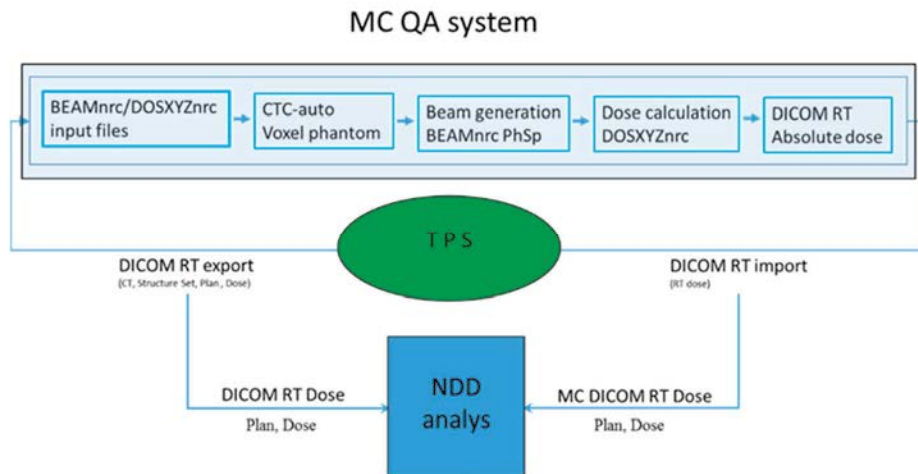 MC QA system
BEAMnrc/DOSXYZnrc
input files
CTC-auto
Voxel phantom
Beam generation
BEAMnrc PhSp
Dose calculation
DOSXYZnrc
DICOM RT
Absolute dose
T P S
DICOM RT export
(CT, Structure Set, Plan, Dose)
DICOM RT import
(RT dose)
DICOM RT Dose
Plan, Dose
NDD
analys
MC DICOM RT Dose
Plan, Dose